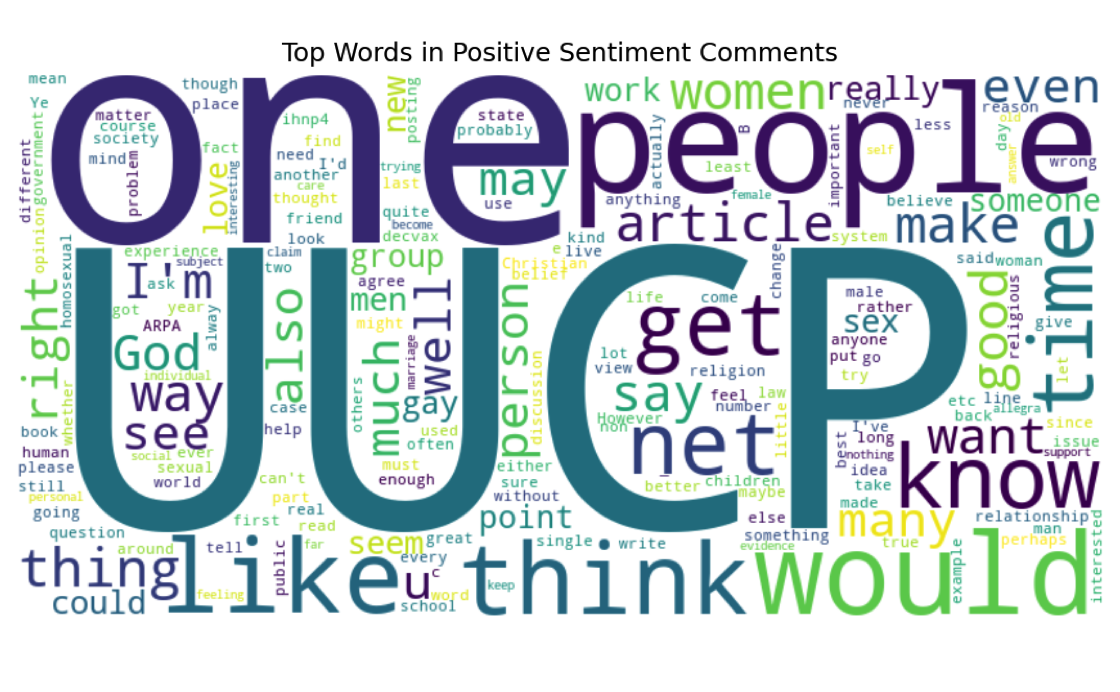 Top Words in Positive Sentiment Comments
one
people
UUCP
would
like
think
know
time
get
net
thing
right
also
say
way
see
many
want
make
article
women
really
even
may
good
person
well
much
God
I'm
point
could
someone
work
new
love
group
men
gay
sex
seem
u
mean
Ye
though
place
matter
course
society
mind
problem
different
government
opinion
homosexual
fact
interesting
ihnp4
find
need
I'd
another
care
thought
friend
look
posting
trying
last
quite
become
decvax
state
probably
use
actually
B
least
female
anything
never
important
less
self
reason
old
day
answer
wrong
believe
system
kind
live
e
Christian
belief
change
said
woman
experience
subject
claim
two
ask
got
year
alway
ARPA
individual
agree
might
marriage
others
used
often
must
enough
discussion
life
come
lot
view
religion
feel
number
law
However
non
little
better
children
maybe
male
rather
anyone
put
go
try
religious
give
let
etc
line
back
allegra
since
issue
support
I've
long
best
nothing
idea
take
made
book
whether
human
please
still
personal
going
question
around
social
ever
sexual
world
case
help
can't
part
first
real
read
either
sure
without
else
something
evidence
true
relationship
man
perhaps
example
interested
tell
public
far
feeling
every
great
c
word
school
keep
single
write